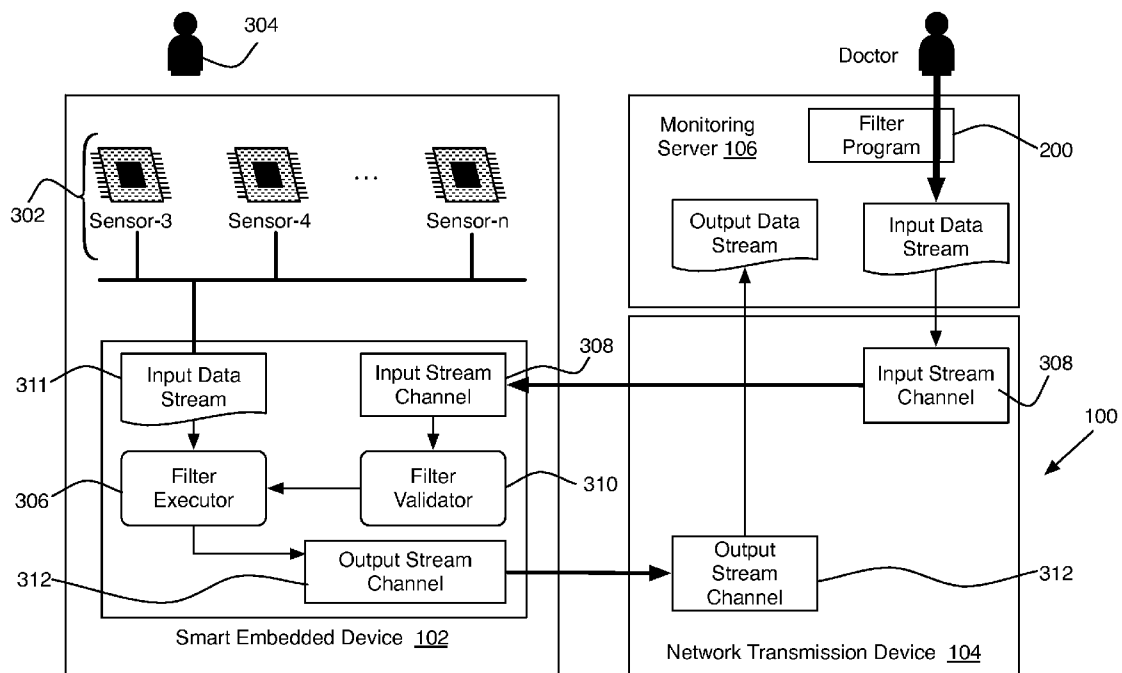 304
Doctor
Monitoring
Server 106
Filter
Program
200
302
Sensor-3
Sensor-4
...
Sensor-n
Output Data
Stream
Input Data
Stream
311
Input Data
Stream
Input Stream
Channel
308
Input Stream
Channel
308
100
306
Filter
Executor
Filter
Validator
310
312
Output Stream
Channel
Output
Stream
Channel
312
Smart Embedded Device 102
Network Transmission Device 104